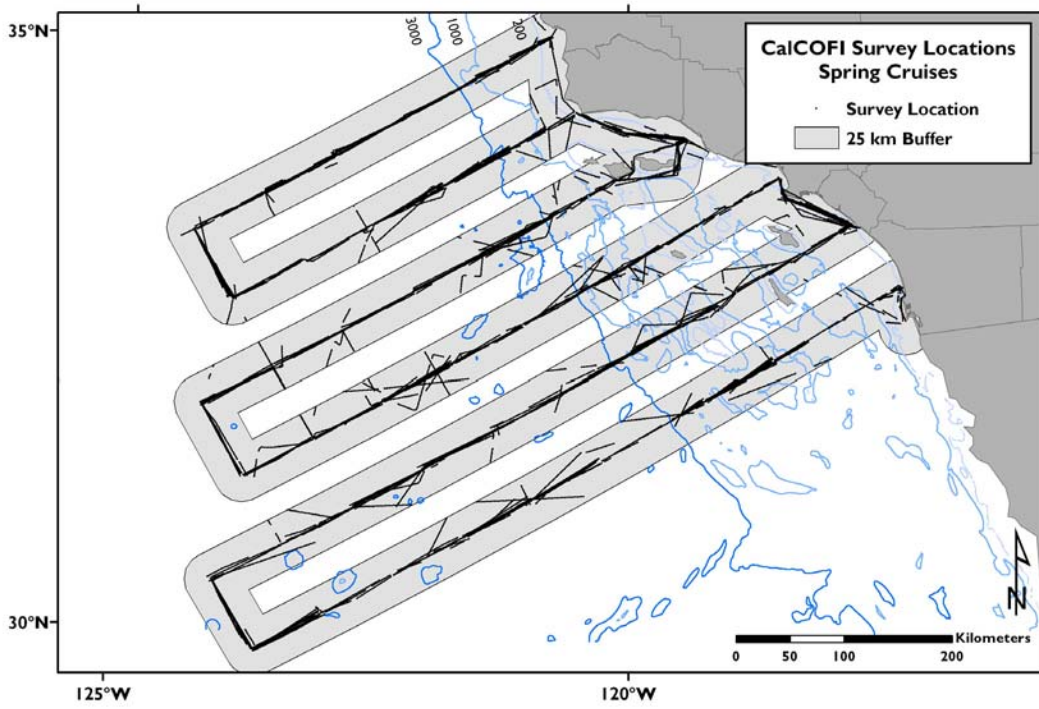 35°N
3000
1000
200
CalCOFI Survey Locations
Spring Cruises
Survey Location
25 km Buffer
30°N
N
Kilometers
0 50 100 200
125°W 120°W